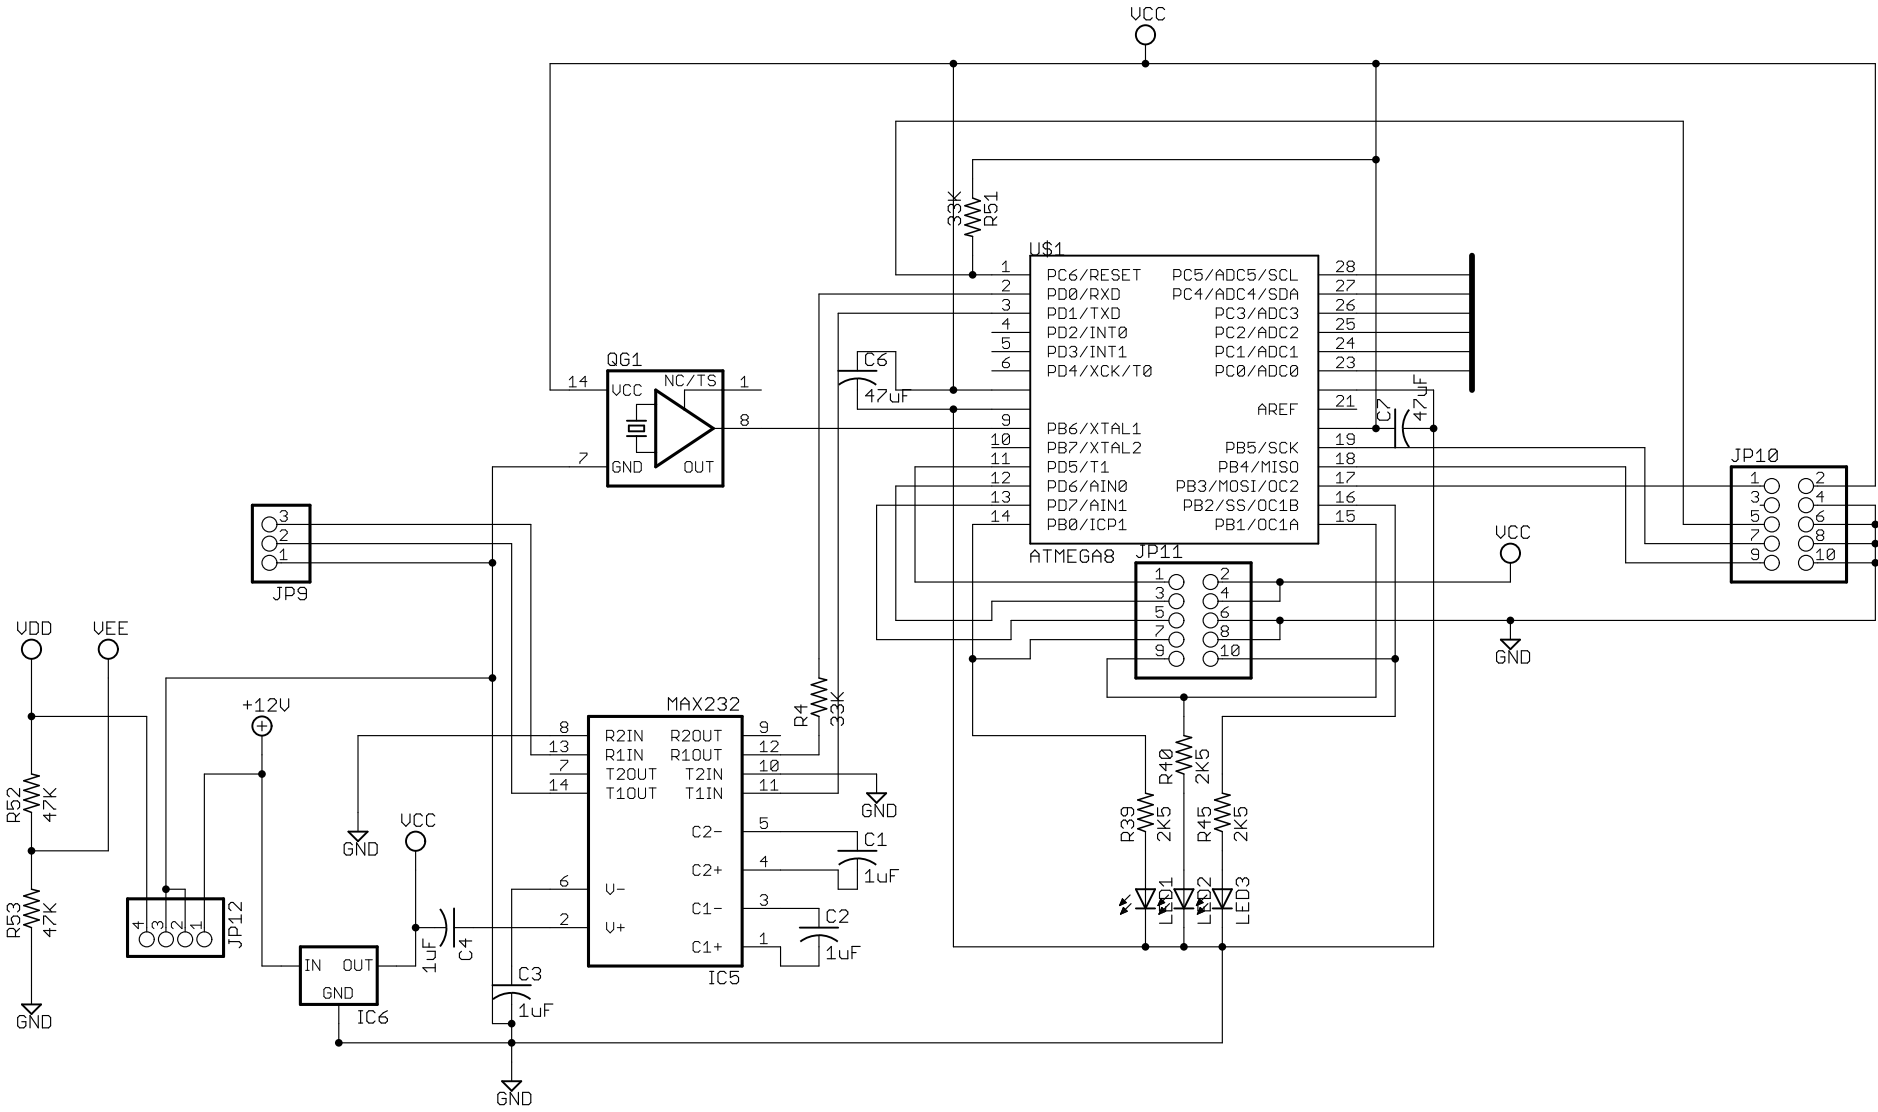 VCC
33K
R51
U$1
1 PC6/RESET PC5/ADC5/SCL 28
2 PD0/RXD PC4/ADC4/SDA 27
3 PD1/TXD PC3/ADC3 26
4 PD2/INT0 PC2/ADC2 25
5 PD3/INT1 PC1/ADC1 24
6 PD4/XCK/T0 PC0/ADC0 23
AREF 21
9 PB6/XTAL1
10 PB7/XTAL2 PB5/SCK 19
11 PD5/T1 PB4/MISO 18
12 PD6/AIN0 PB3/MOSI/OC2 17
13 PD7/AIN1 PB2/SS/OC1B 16
14 PB0/ICP1 PB1/OC1A 15
ATMEGA8
C6
47uF
C7
47uF
QG1
14 VCC NC/TS 1
8
7 GND OUT
JP10
1 2
3 4
5 6
7 8
9 10
VCC
GND
JP11
1 2
3 4
5 6
7 8
9 10
3
2
1
JP9
VDD
VEE
+12V
R52
47K
R53
47K
GND
4 3 2 1
JP12
VCC
GND
IN OUT
GND
IC6
1uF
C4
C3
1uF
GND
MAX232
8 R2IN R2OUT 9
13 R1IN R1OUT 12
7 T2OUT T2IN 10
14 T1OUT T1IN 11
C2- 5
C2+ 4
6 V- C1- 3
2 V+ C1+ 1
IC5
R4
33K
GND
C1
1uF
C2
1uF
R39
2K5
R40
2K5
R45
2K5
LED1
LED2
LED3